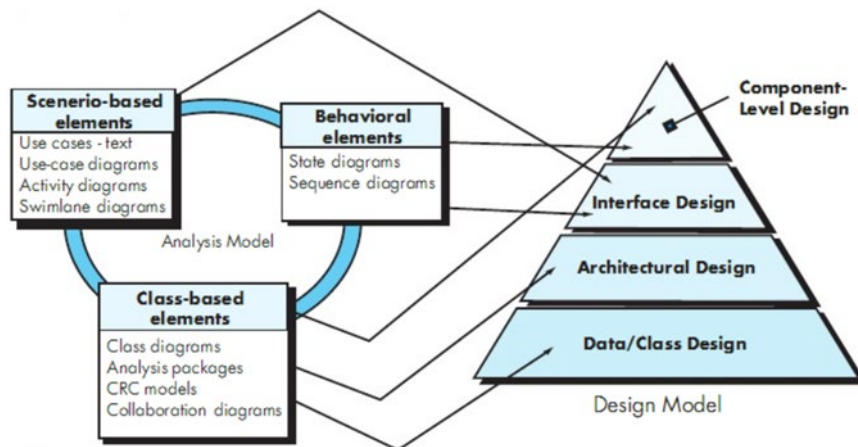 Scenerio-based
elements
Use cases - text
Use-case diagrams
Activity diagrams
Swimlane diagrams
Behavioral
elements
State diagrams
Sequence diagrams
Analysis Model
Class-based
elements
Class diagrams
Analysis packages
CRC models
Collaboration diagrams
Component-
Level Design
Interface Design
Architectural Design
Data/Class Design
Design Model